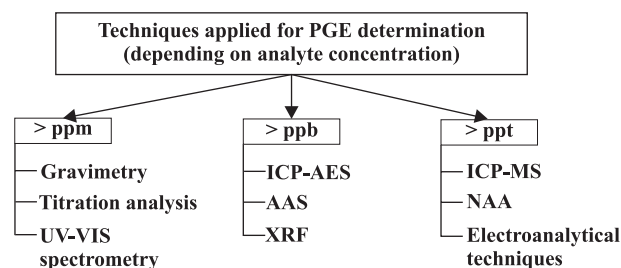 Techniques applied for PGE determination
(depending on analyte concentration)
> ppm
Gravimetry
Titration analysis
UV-VIS
spectrometry
> ppb
ICP-AES
AAS
XRF
> ppt
ICP-MS
NAA
Electroanalytical
techniques